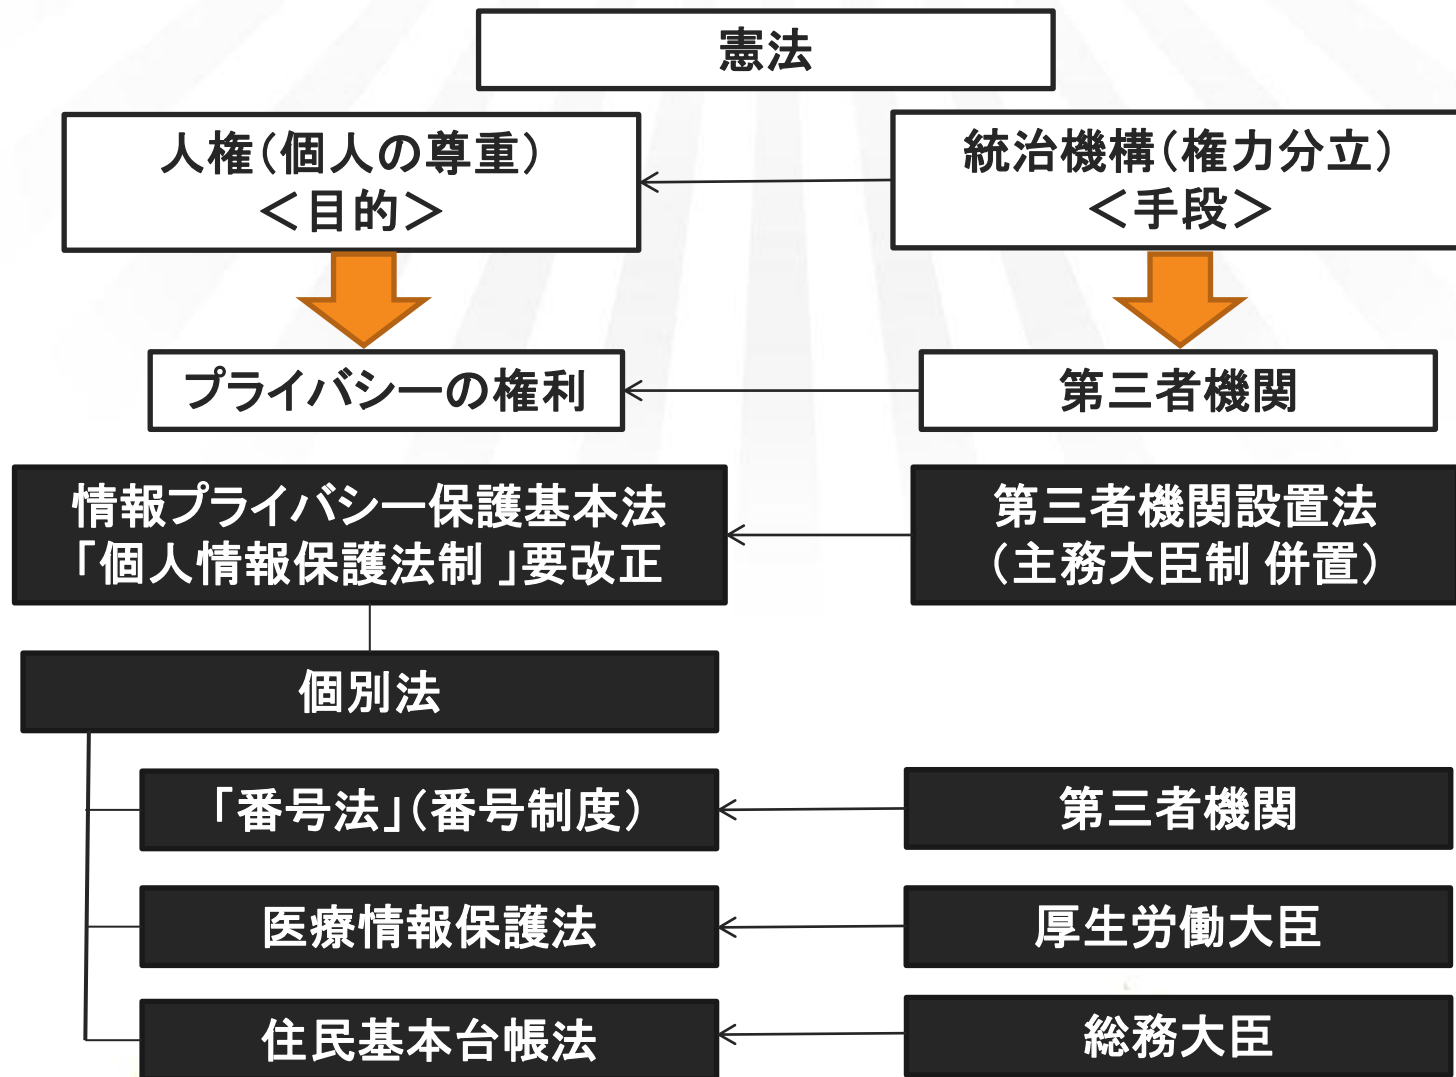 憲法
人権(個人の尊重)
<目的>
統治機構(権力分立)
<手段>
プライバシーの権利
第三者機関
情報プライバシー保護基本法
「個人情報保護法制 」要改正
第三者機関設置法
(主務大臣制 併置)
個別法
「番号法」(番号制度)
第三者機関
医療情報保護法
厚生労働大臣
住民基本台帳法
総務大臣